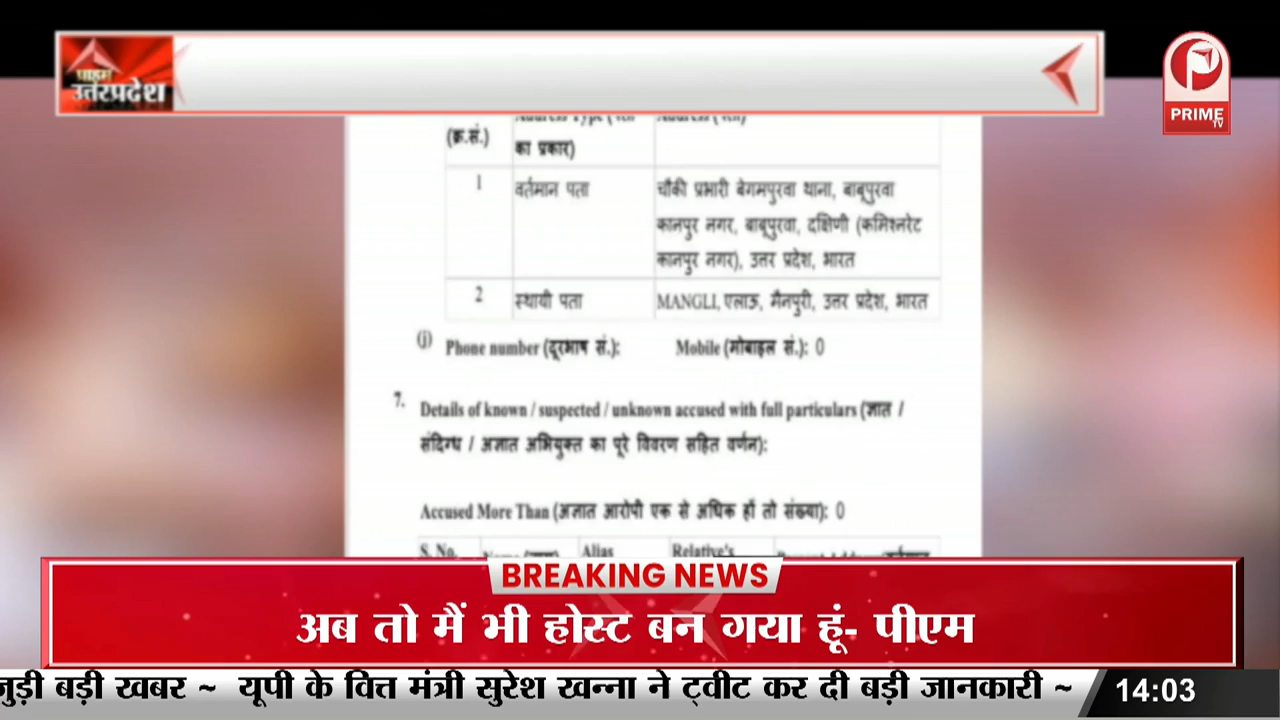 प्राइम
उत्तरप्रदेश
PRIME
TV
(क्र.सं.)
का प्रकार)
1 वर्तमान पता चौकी प्रभारी बेगमपुरवा थाना, बाबूपुरवा
कानपुर नगर, बाबूपुरवा, दक्षिणी (कमिश्नरेट
कानपुर नगर), उत्तर प्रदेश, भारत
2 स्थायी पता MANGLI, एलाऊ, मैनपुरी, उत्तर प्रदेश, भारत
(j) Phone number (दूरभाष सं.): Mobile (मोबाइल सं.): 0
7. Details of known / suspected / unknown accused with full particulars (ज्ञात /
संदिग्ध / अज्ञात अभियुक्त का पूरे विवरण सहित वर्णन):
Accused More Than (अज्ञात आरोपी एक से अधिक हों तो संख्या): 0
S. No. Alias Relative's
BREAKING NEWS
अब तो मैं भी होस्ट बन गया हूं- पीएम
जुड़ी बड़ी खबर ~ यूपी के वित्त मंत्री सुरेश खन्ना ने ट्वीट कर दी बड़ी जानकारी ~
14:03